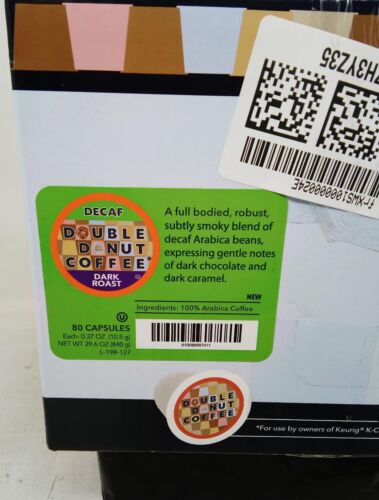 TH3YZ35
frXWS10000000024E
DECAF
DOUBLE
DONUT
COFFEE®
DARK
ROAST
A full bodied, robust,
subtly smoky blend of
decaf Arabica beans,
expressing gentle notes
of dark chocolate and
dark caramel.
NEW
Ingredients: 100% Arabica Coffee
U
80 CAPSULES
Each- 0.37 OZ (10.5 g)
NET WT 29.6 OZ (840 g)
L-198-127
DOUBLE
DONUT
COFFEE
*For use by owners of Keurig® K-C